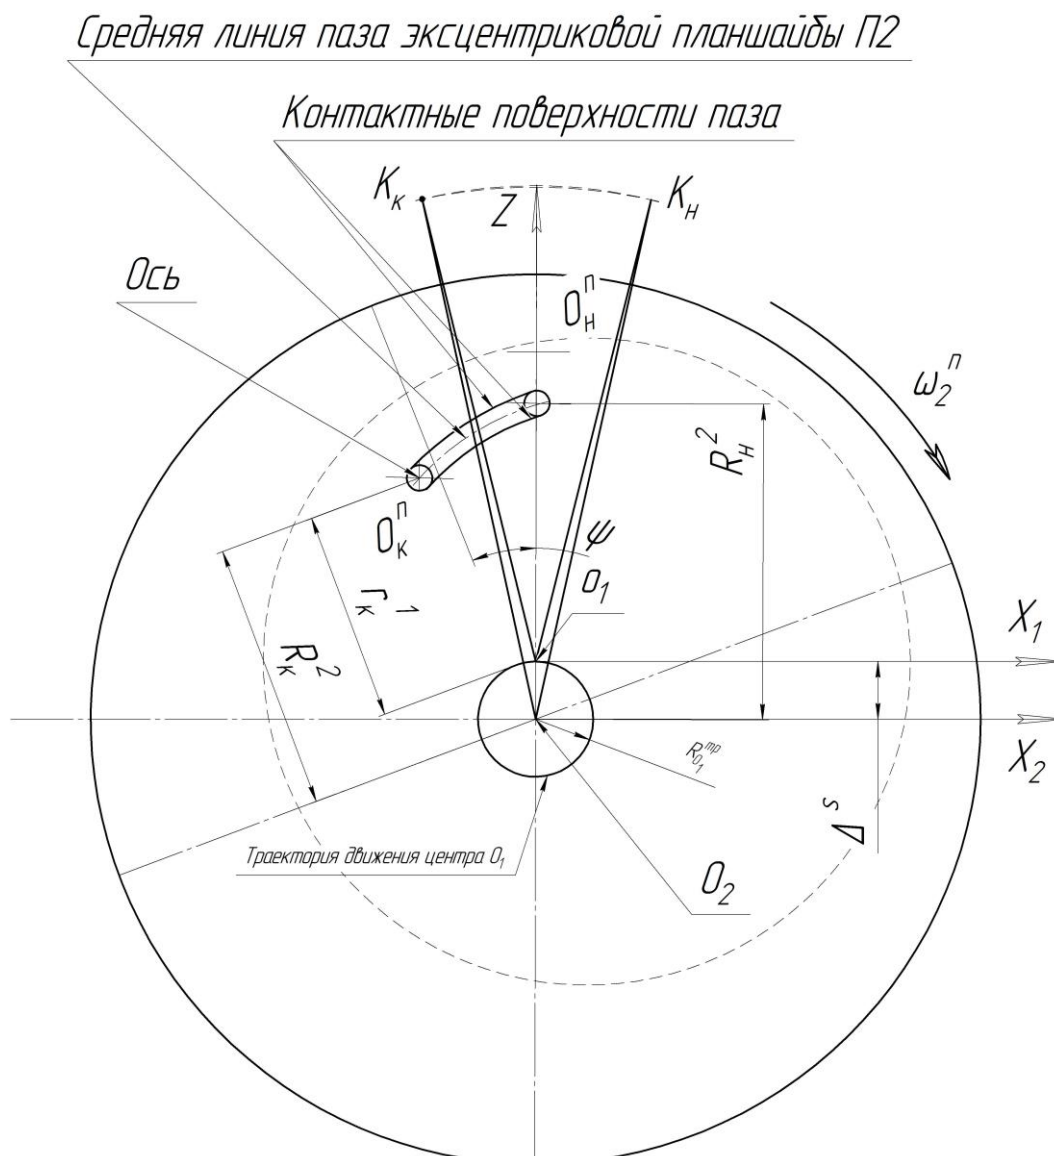 Средняя линия паза эксцентриковой планшайбы П2
Контактные поверхности паза
Kк
Z
Kн
Ось
Oнп
ω2п
Rн2
Oкп
ψ
O1
rк1
Rк2
X1
X2
RO1тр
Δs
Траектория движения центра O1
O2